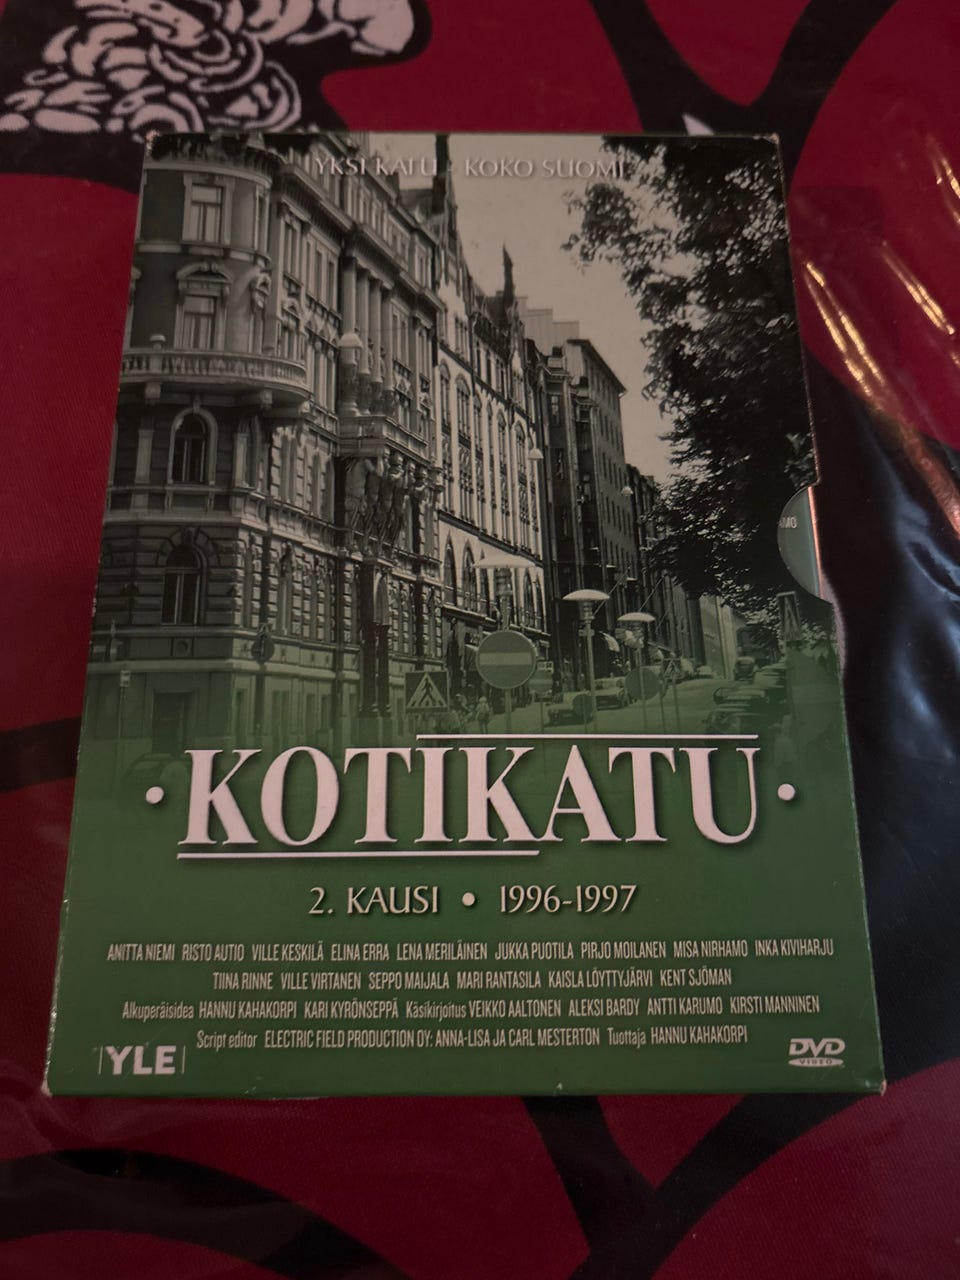 YKSI KATU - KOKO SUOMI
AMO
• KOTIKATU •
2. KAUSI • 1996-1997
ANITTA NIEMI RISTO AUTIO VILLE KESKILÄ ELINA ERRA LENA MERILÄINEN JUKKA PUOTILA PIRJO MOILANEN MISA NIRHAMO INKA KIVIHARJU
TIINA RINNE VILLE VIRTANEN SEPPO MAIJALA MARI RANTASILA KAISLA LÖYTTYJÄRVI KENT SJÖMAN
Alkuperäisidea HANNU KAHAKORPI KARI KYRÖNSEPPÄ Käsikirjoitus VEIKKO AALTONEN ALEKSI BARDY ANTTI KARUMO KIRSTI MANNINEN
Script editor ELECTRIC FIELD PRODUCTION OY: ANNA-LISA JA CARL MESTERTON Tuottaja HANNU KAHAKORPI
YLE
DVD
VIDEO